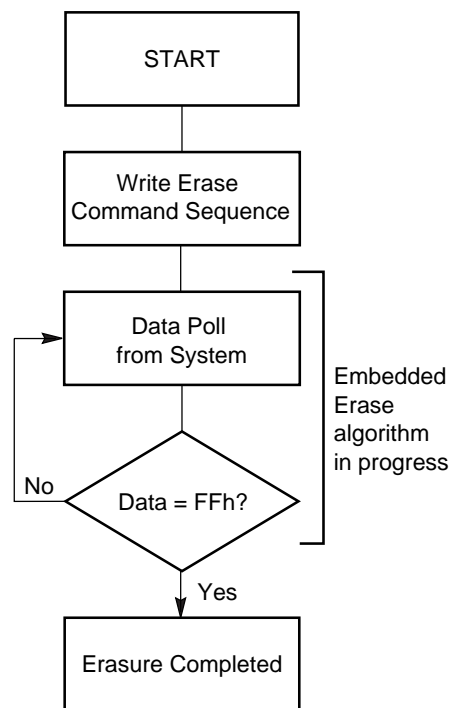 START
Write Erase
Command Sequence
Data Poll
from System
Embedded
Erase
algorithm
in progress
No
Data = FFh?
Yes
Erasure Completed